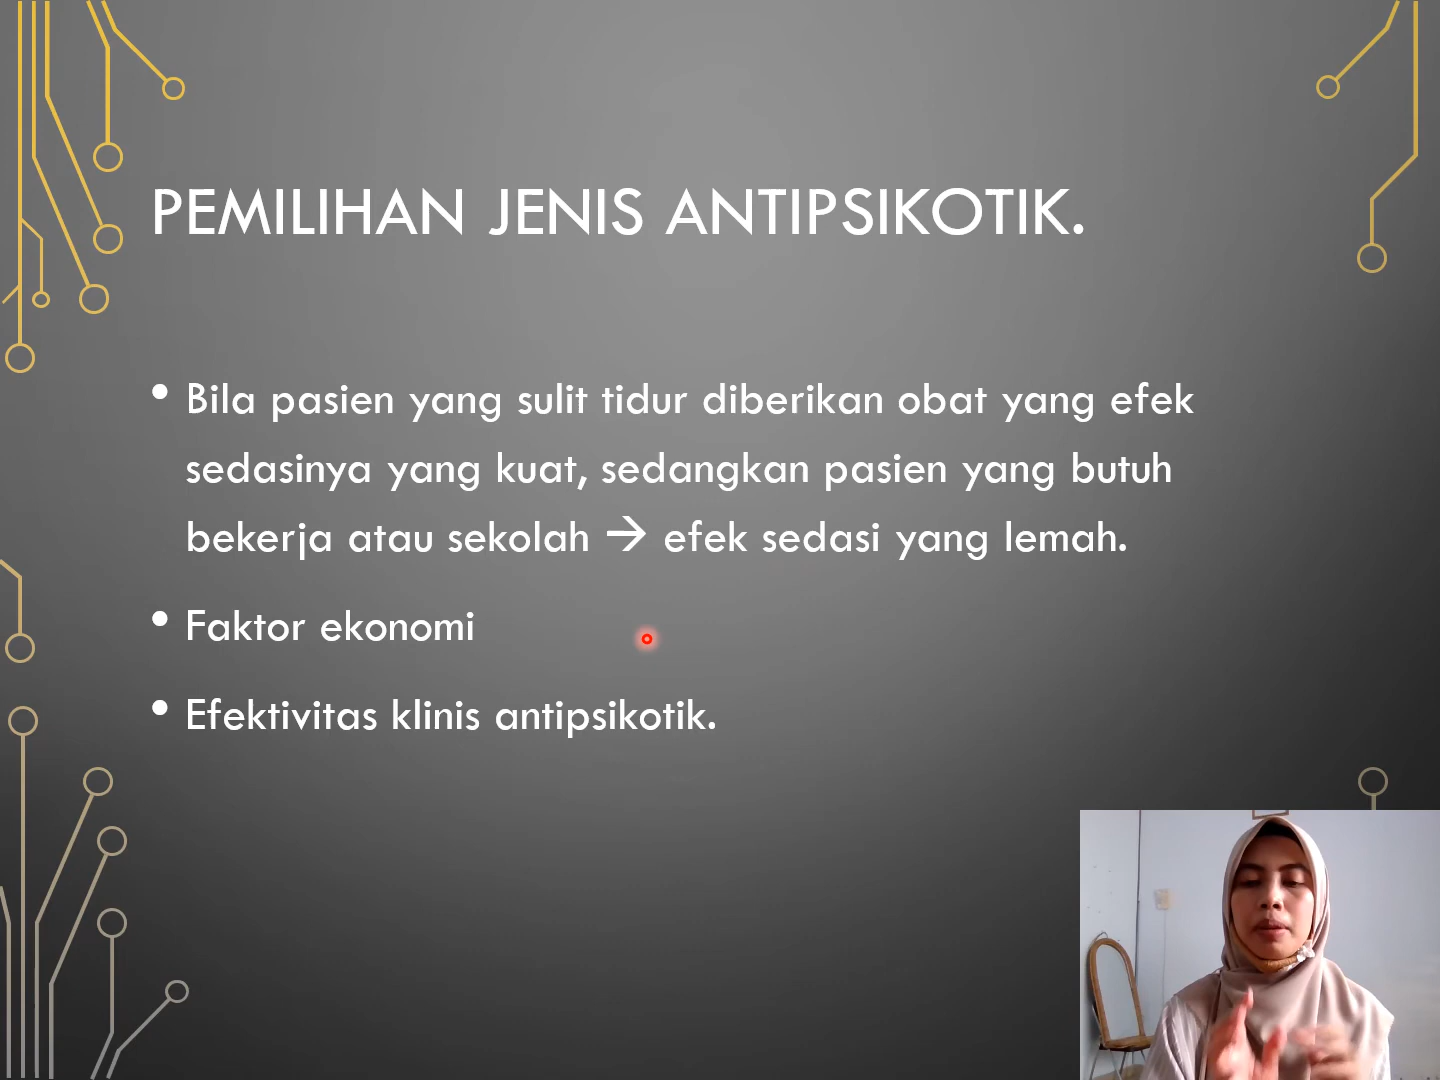 PEMILIHAN JENIS ANTIPSIKOTIK.
• Bila pasien yang sulit tidur diberikan obat yang efek
sedasinya yang kuat, sedangkan pasien yang butuh
bekerja atau sekolah → efek sedasi yang lemah.
• Faktor ekonomi
• Efektivitas klinis antipsikotik.